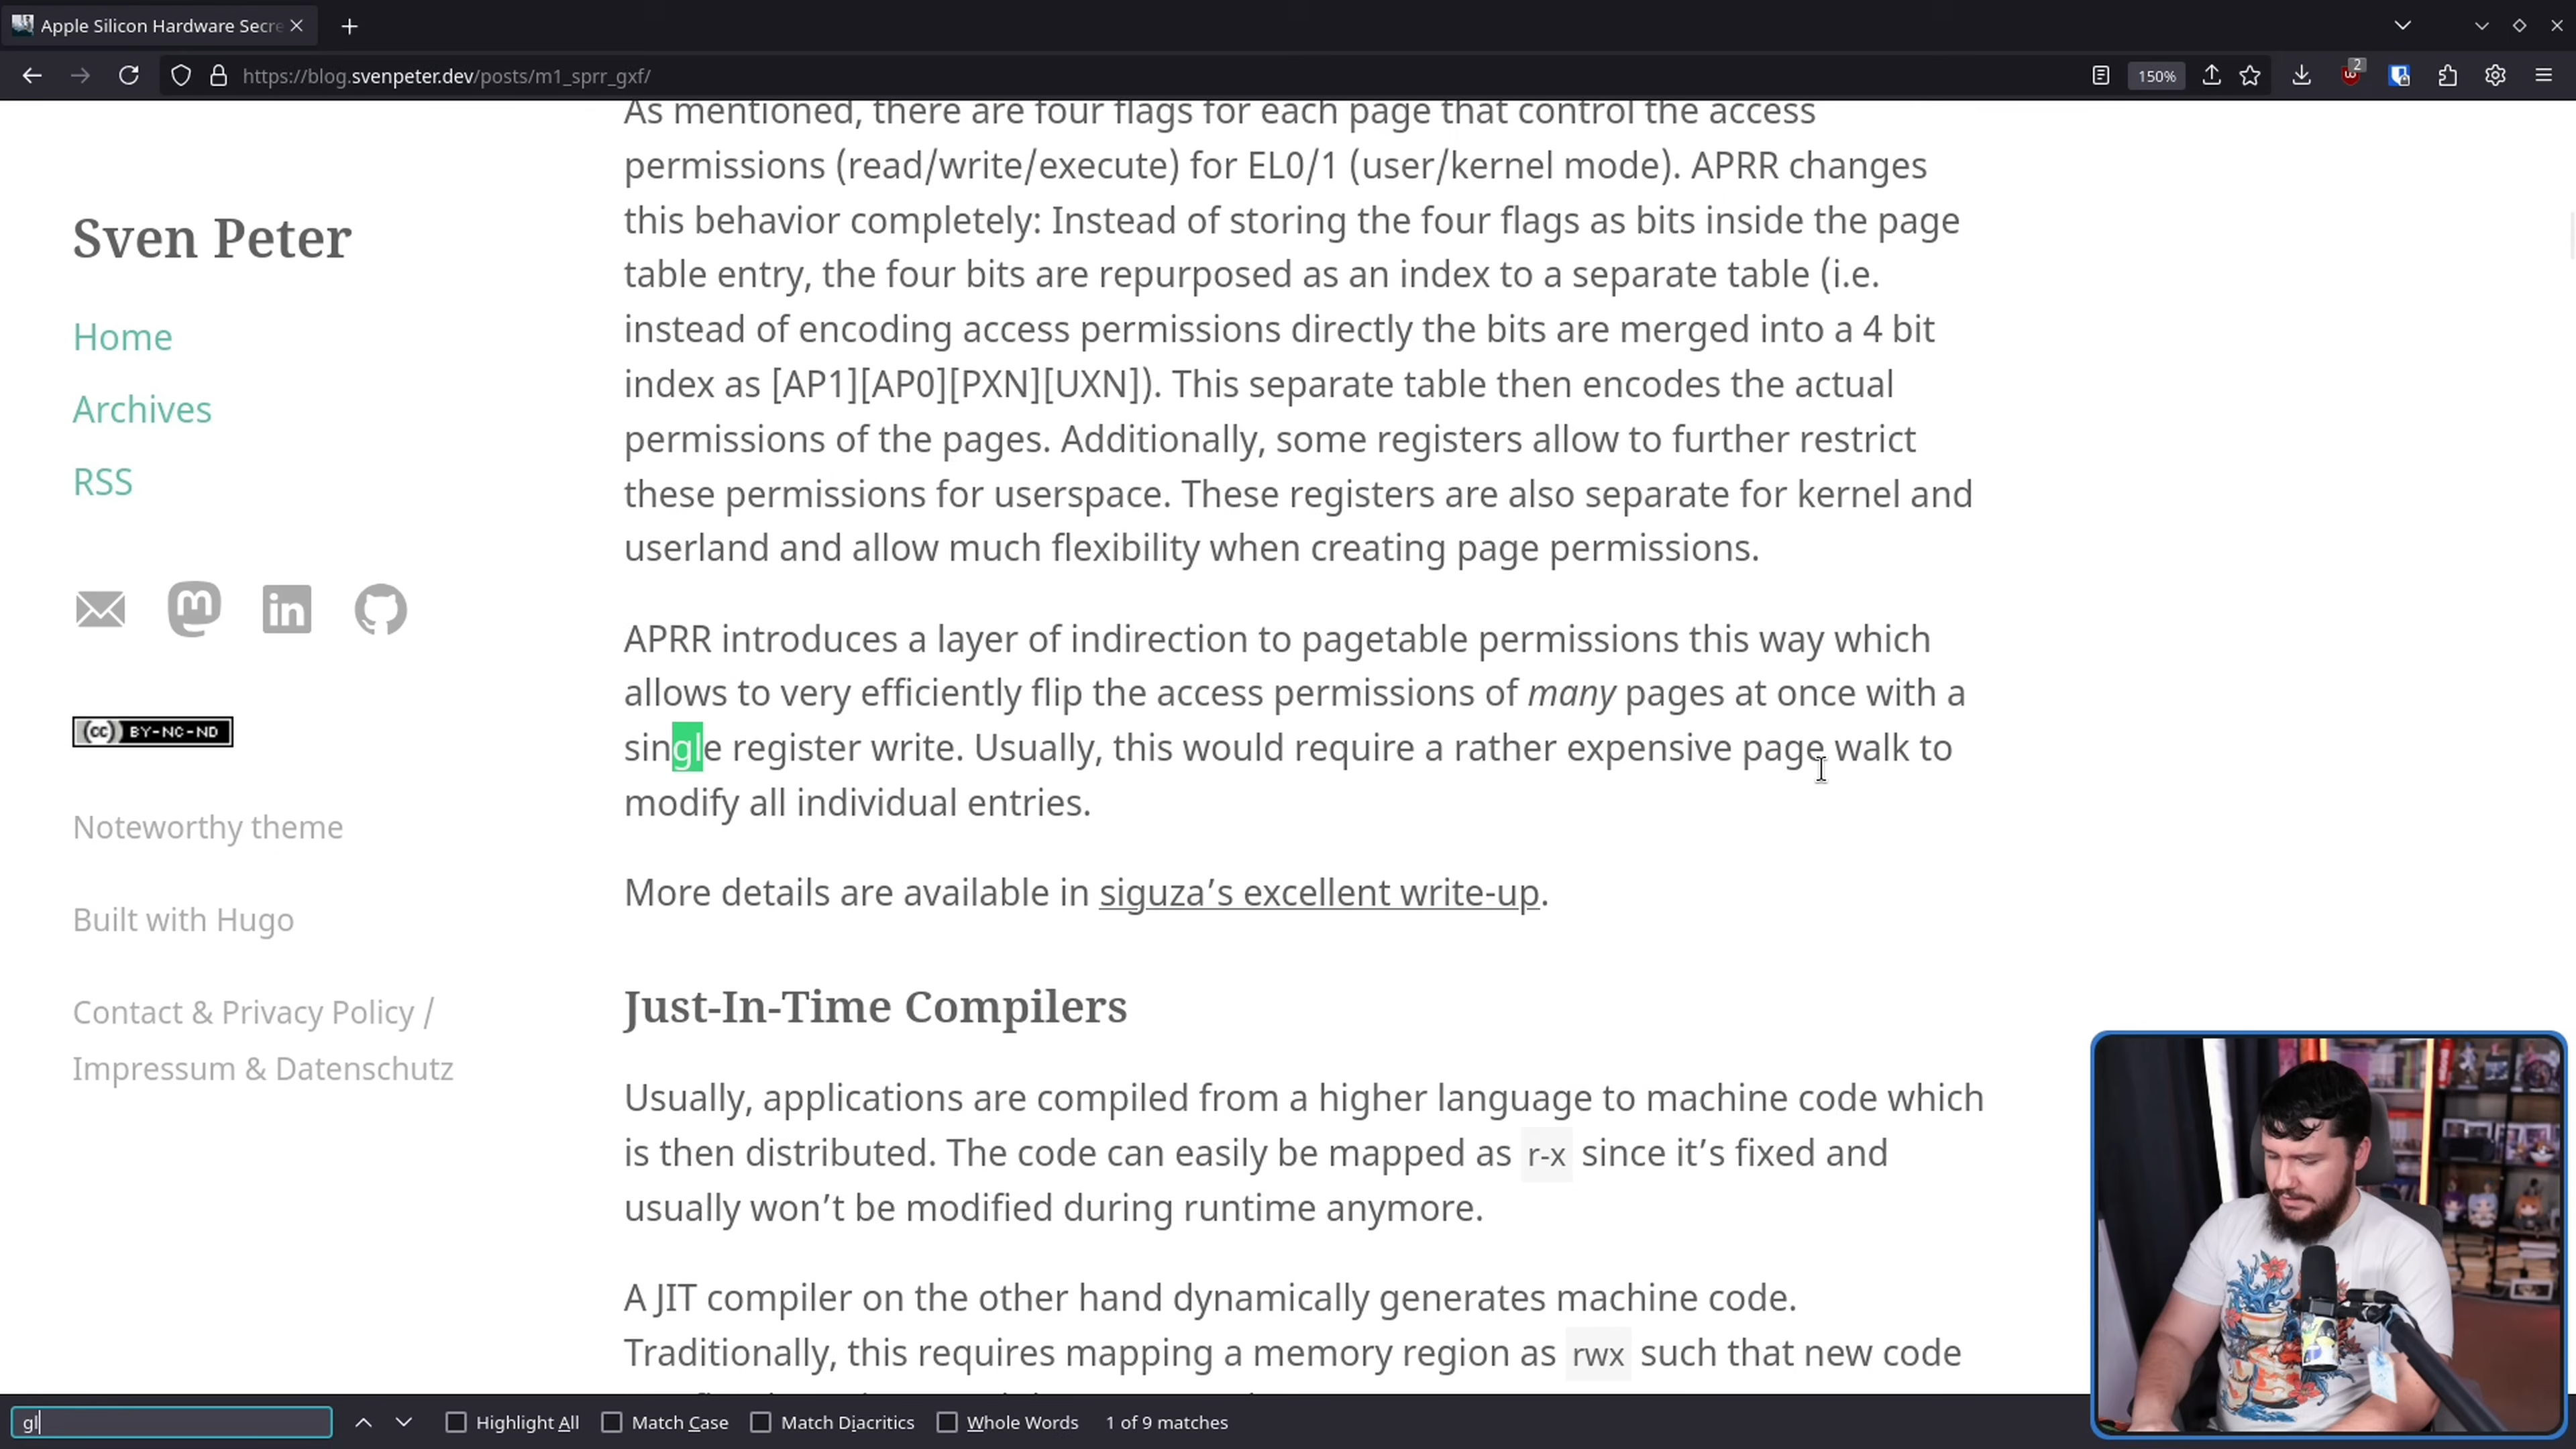 Apple Silicon Hardware Secre
https://blog.svenpeter.dev/posts/m1_sprr_gxf/
150%
2
Sven Peter
Home
Archives
RSS
in
(cc) BY-NC-ND
Noteworthy theme
Built with Hugo
Contact & Privacy Policy /
Impressum & Datenschutz
As mentioned, there are four flags for each page that control the access
permissions (read/write/execute) for EL0/1 (user/kernel mode). APRR changes
this behavior completely: Instead of storing the four flags as bits inside the page
table entry, the four bits are repurposed as an index to a separate table (i.e.
instead of encoding access permissions directly the bits are merged into a 4 bit
index as [AP1][AP0][PXN][UXN]). This separate table then encodes the actual
permissions of the pages. Additionally, some registers allow to further restrict
these permissions for userspace. These registers are also separate for kernel and
userland and allow much flexibility when creating page permissions.
APRR introduces a layer of indirection to pagetable permissions this way which
allows to very efficiently flip the access permissions of many pages at once with a
single register write. Usually, this would require a rather expensive page walk to
modify all individual entries.
More details are available in siguza’s excellent write-up.
Just-In-Time Compilers
Usually, applications are compiled from a higher language to machine code which
is then distributed. The code can easily be mapped as r-x since it’s fixed and
usually won’t be modified during runtime anymore.
A JIT compiler on the other hand dynamically generates machine code.
Traditionally, this requires mapping a memory region as rwx such that new code
gl
Highlight All
Match Case
Match Diacritics
Whole Words
1 of 9 matches